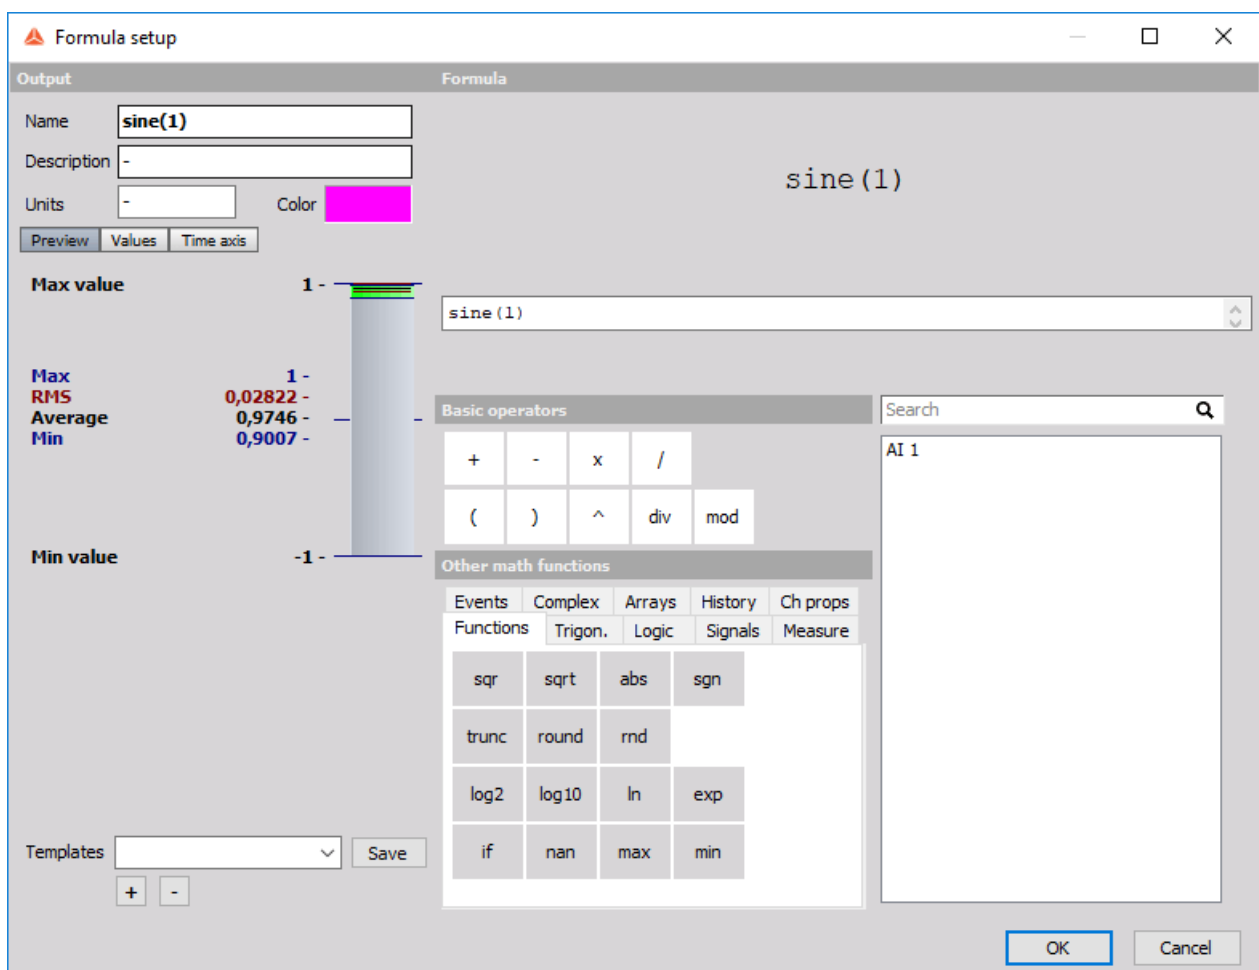 Formula setup
Output
Formula
Name
sine(1)
Description
-
Units
-
Color
Preview
Values
Time axis
sine(1)
sine(1)
Max value 1 -
Max 1 -
RMS 0,02822 -
Average 0,9746 -
Min 0,9007 -
Min value -1 -
Basic operators
+ - x /
( ) ^ div mod
Other math functions
Events Complex Arrays History Ch props
Functions Trigon. Logic Signals Measure
sqr sqrt abs sgn
trunc round rnd
log2 log10 ln exp
if nan max min
Search
AI 1
Templates
Save
+ -
OK Cancel